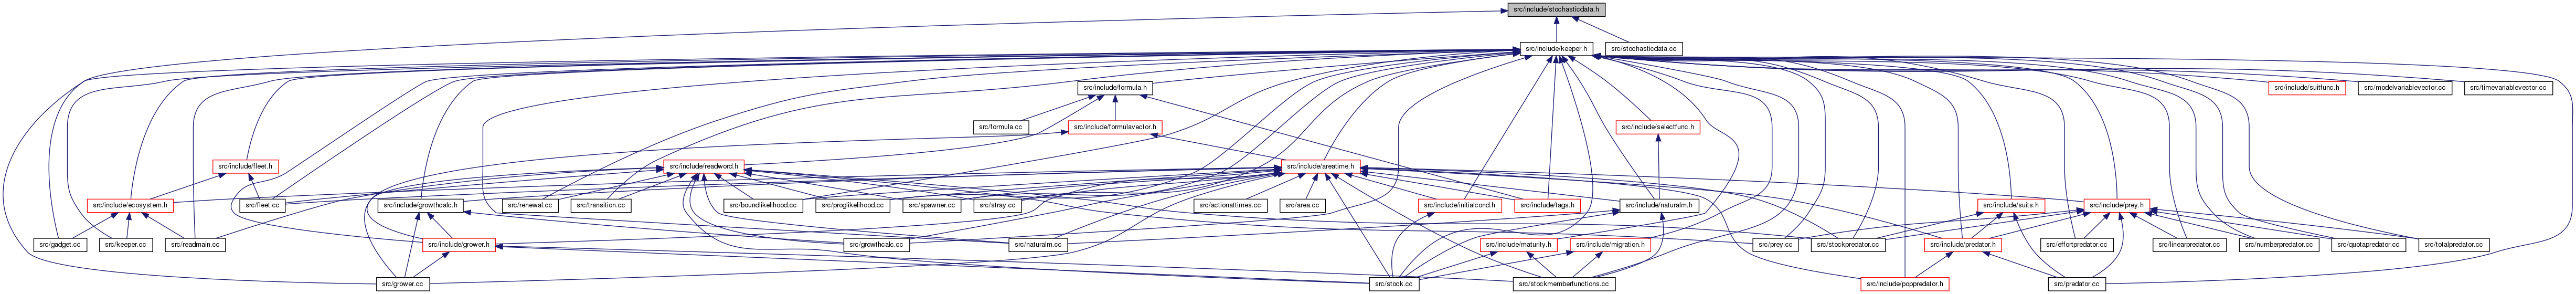 src/include/stochasticdata.h
src/include/keeper.h
src/stochasticdata.cc
src/include/formula.h
src/include/suitfunc.h
src/modelvariablevector.cc
src/timevariablevector.cc
src/formula.cc
src/include/formulavector.h
src/include/selectfunc.h
src/include/fleet.h
src/include/readword.h
src/include/areatime.h
src/include/ecosystem.h
src/fleet.cc
src/include/growthcalc.h
src/renewal.cc
src/transition.cc
src/boundlikelihood.cc
src/proglikelihood.cc
src/spawner.cc
src/stray.cc
src/actionattimes.cc
src/area.cc
src/include/initialcond.h
src/include/tags.h
src/include/naturalm.h
src/include/suits.h
src/include/prey.h
src/gadget.cc
src/keeper.cc
src/readmain.cc
src/include/grower.h
src/growthcalc.cc
src/naturalm.cc
src/include/maturity.h
src/include/migration.h
src/prey.cc
src/stockpredator.cc
src/include/predator.h
src/effortpredator.cc
src/linearpredator.cc
src/numberpredator.cc
src/quotapredator.cc
src/totalpredator.cc
src/grower.cc
src/stock.cc
src/stockmemberfunctions.cc
src/include/poppredator.h
src/predator.cc